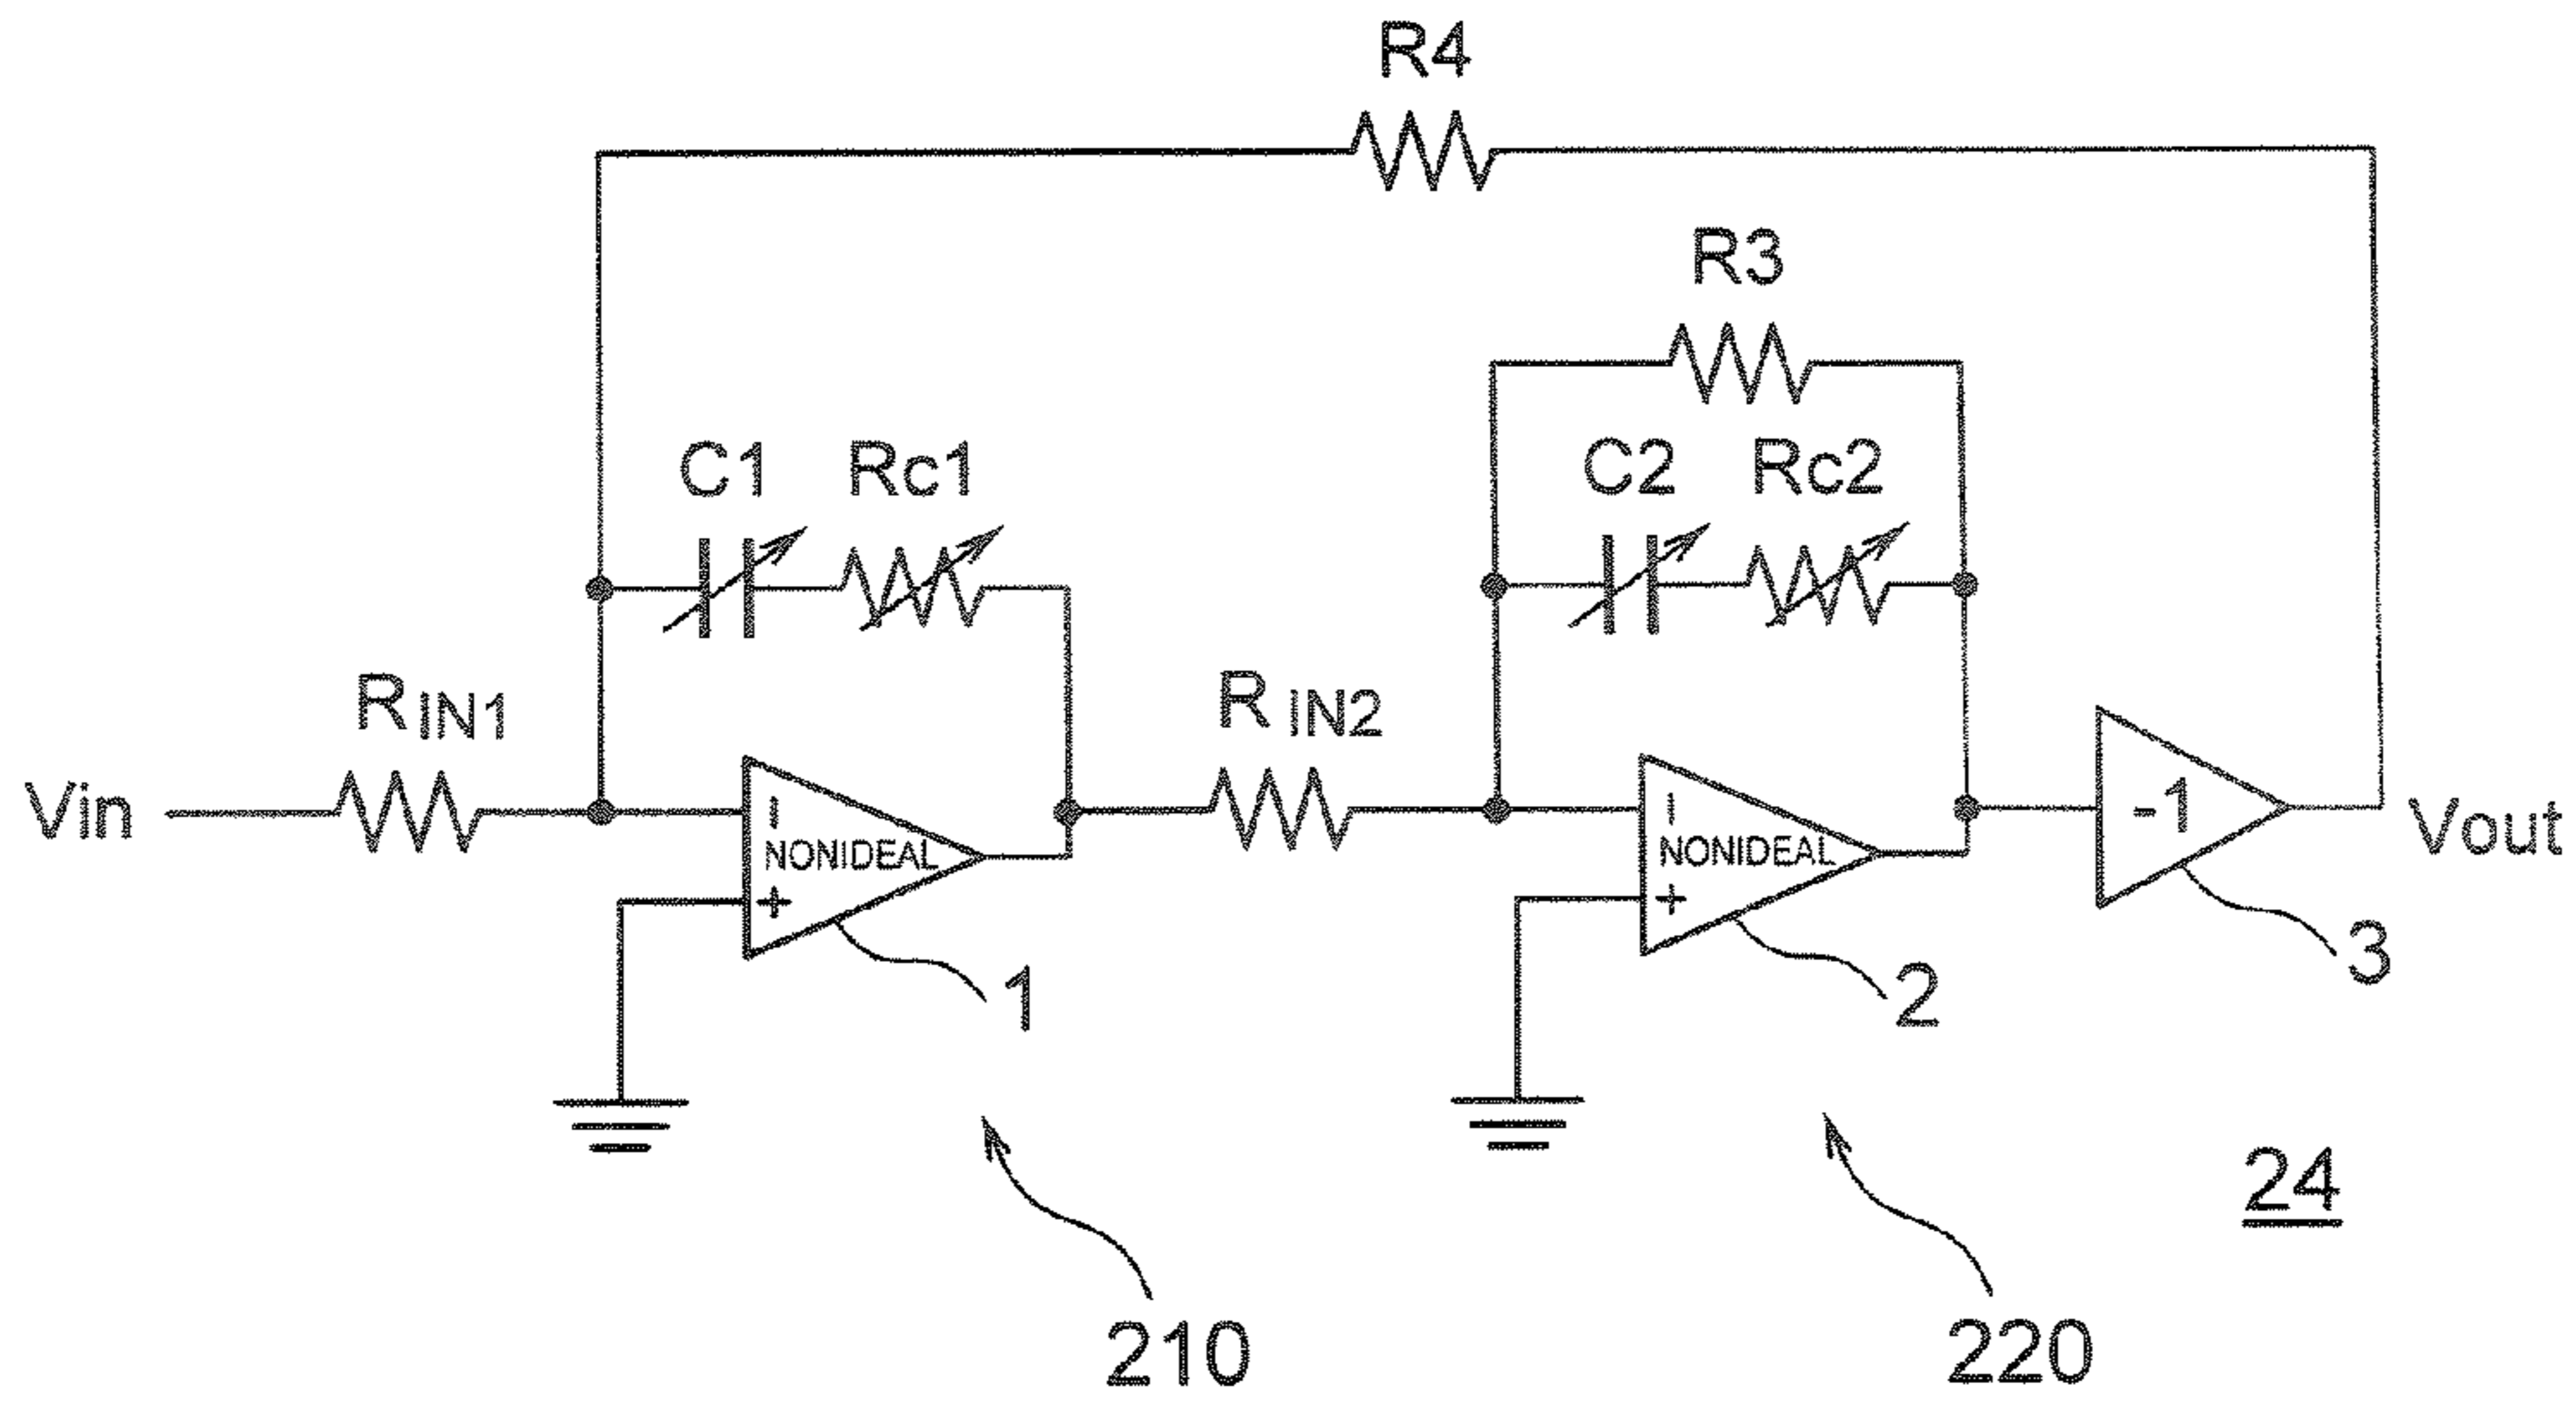 R4
R3
C1 Rc1 C2 Rc2
RIN1 RIN2
Vin - NONIDEAL + - NONIDEAL + -1 Vout
1 2 3
24
210 220